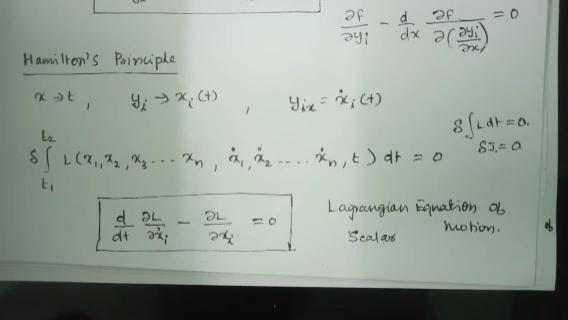 ∂f/∂yᵢ − d/dx ∂f/∂(∂yᵢ/∂x) = 0
Hamilton's Principle
x → t , yᵢ → xᵢ(t) , yᵢₓ = ẋᵢ(t)
δ∫Ldt = 0.
δJ = 0
δ ∫_{t₁}^{t₂} L(x₁, x₂, x₃ ... xₙ , ẋ₁, ẋ₂ ..... ẋₙ, t) dt = 0
d/dt ∂L/∂ẋᵢ − ∂L/∂xᵢ = 0
Lagrangian Equation of
Scalar motion.